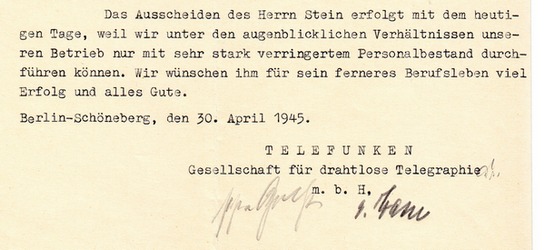 Das Ausscheiden des Herrn Stein erfolgt mit dem heuti-
gen Tage, weil wir unter den augenblicklichen Verhältnissen unse-
ren Betrieb nur mit sehr stark verringertem Personalbestand durch-
führen können. Wir wünschen ihm für sein ferneres Berufsleben viel
Erfolg und alles Gute.
Berlin-Schöneberg, den 30. April 1945.
T E L E F U N K E N
Gesellschaft für drahtlose Telegraphie
m. b. H.